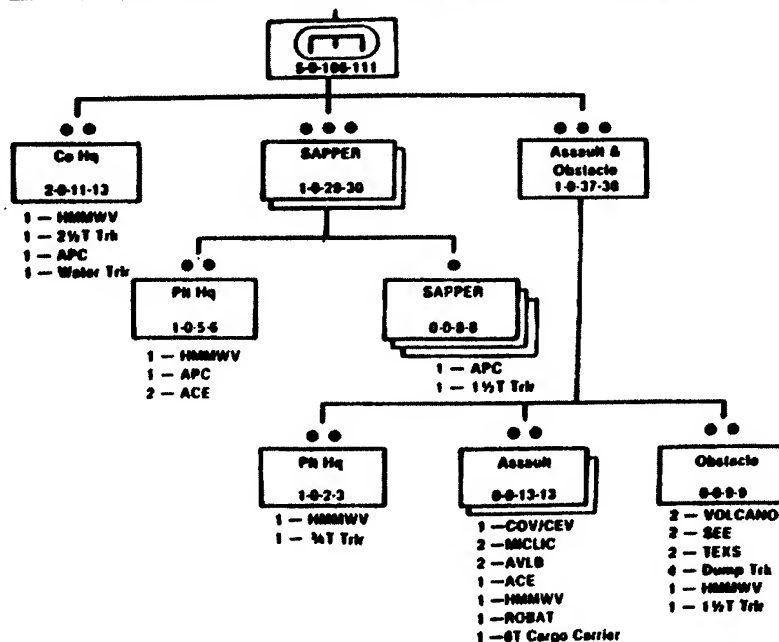 5-0-106-111
Co Hq
2-0-11-13
1 — HMMWV
1 — 2½T Trk
1 — APC
1 — Water Trlr
SAPPER
1-0-29-30
Assault &
Obstacle
1-0-37-38
Plt Hq
1-0-5-6
1 — HMMWV
1 — APC
2 — ACE
SAPPER
0-0-8-8
1 — APC
1 — 1½T Trlr
Plt Hq
1-0-2-3
1 — HMMWV
1 — ¾T Trlr
Assault
0-0-13-13
1 — COV/CEV
2 — MICLIC
2 — AVLB
1 — ACE
1 — HMMWV
1 — ROBAT
1 — 6T Cargo Carrier
Obstacle
0-0-9-9
2 — VOLCANO
2 — SEE
2 — TEXS
4 — Dump Trk
1 — HMMWV
1 — 1½T Trlr